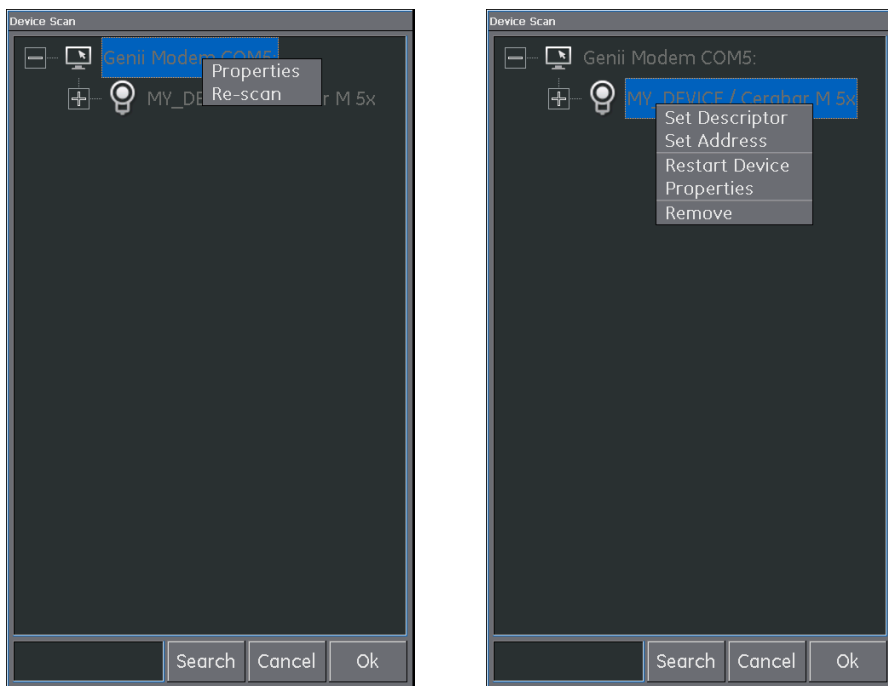 Device Scan
Genii Modem COM5:
Properties
Re-scan
MY_DE r M 5x
Search Cancel Ok
Device Scan
Genii Modem COM5:
MY_DEVICE / Cerabar M 5x
Set Descriptor
Set Address
Restart Device
Properties
Remove
Search Cancel Ok